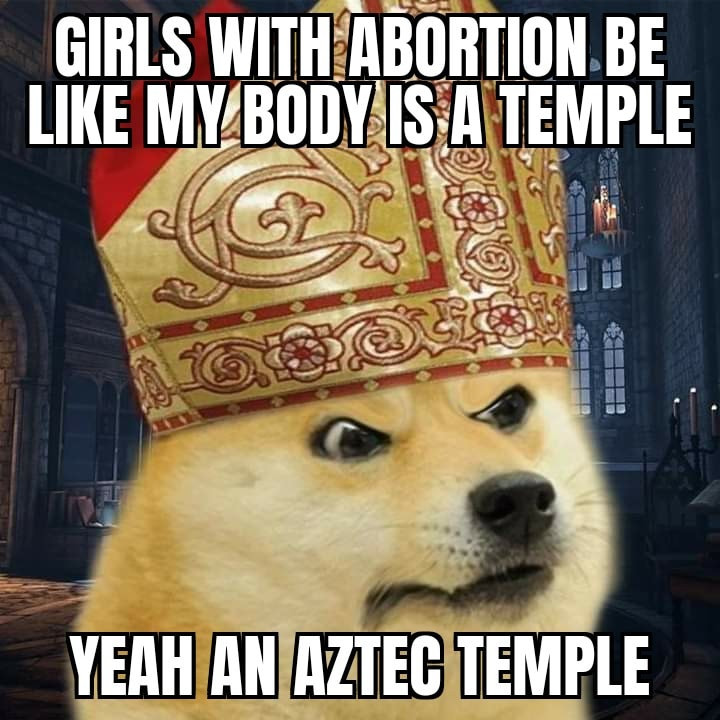 GIRLS WITH ABORTION BE
LIKE MY BODY IS A TEMPLE
YEAH AN AZTEC TEMPLE